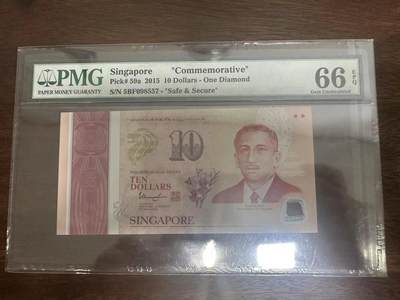 PMG
PAPER MONEY GUARANTY
Singapore "Commemorative"
Pick# 59a 2015 10 Dollars - One Diamond
S/N 5BF098557 - "Safe & Secure"
66 EPQ
Gem Uncirculated
10
TEN
DOLLARS
SINGAPORE